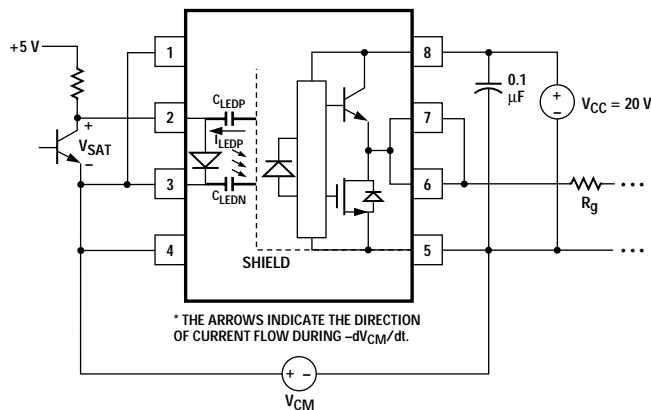 +5 V
1
2
3
4
+
V_SAT
−
C_LEDP
I_LEDP
C_LEDN
SHIELD
8
7
6
5
0.1
µF
+
−
V_CC = 20 V
R_g
• • •
• • •
* THE ARROWS INDICATE THE DIRECTION
OF CURRENT FLOW DURING –dV_CM/dt.
+ −
V_CM